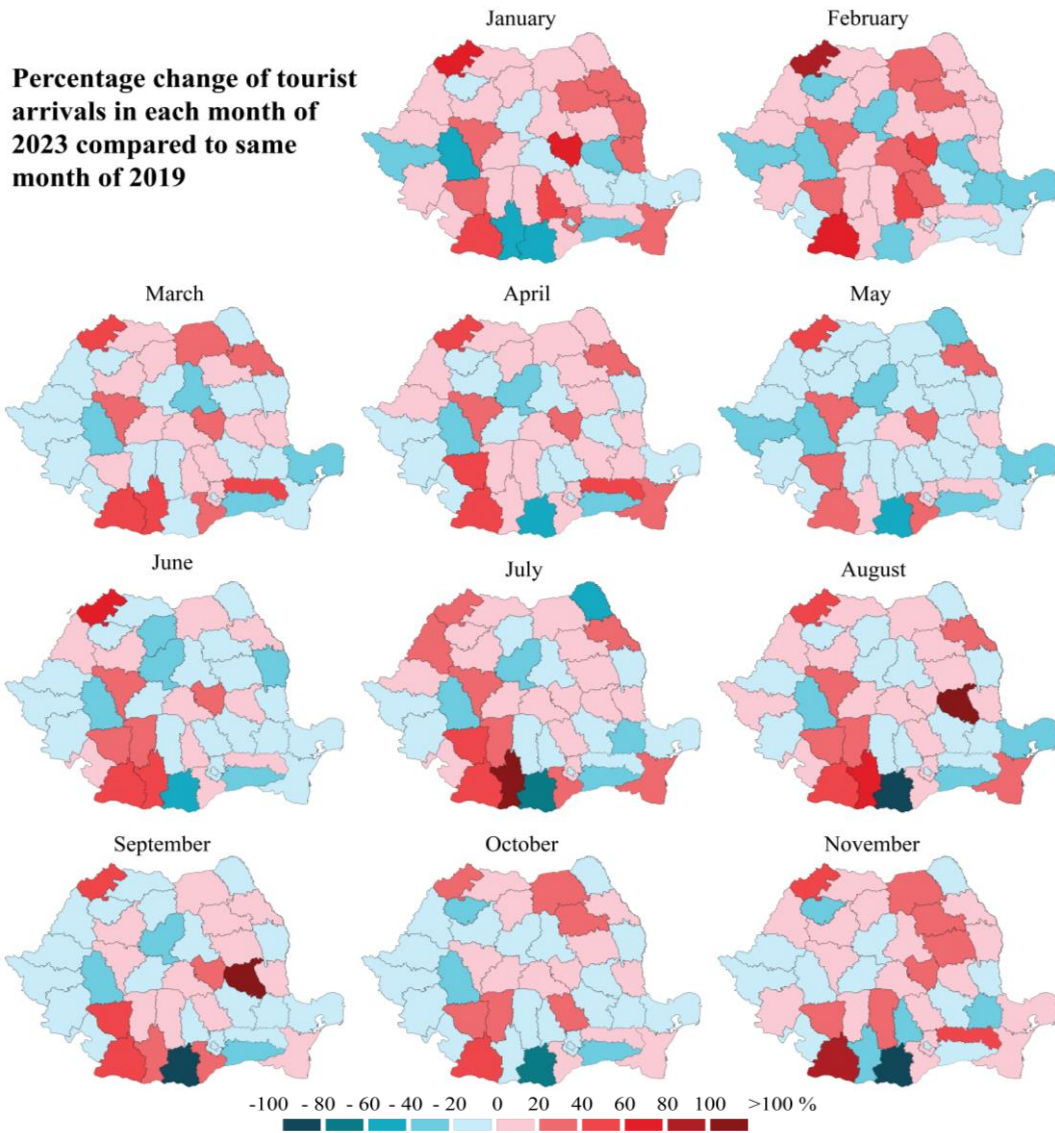 January
February
Percentage change of tourist
arrivals in each month of
2023 compared to same
month of 2019
March
April
May
June
July
August
September
October
November
-100 - 80 - 60 - 40 - 20 0 20 40 60 80 100 >100 %